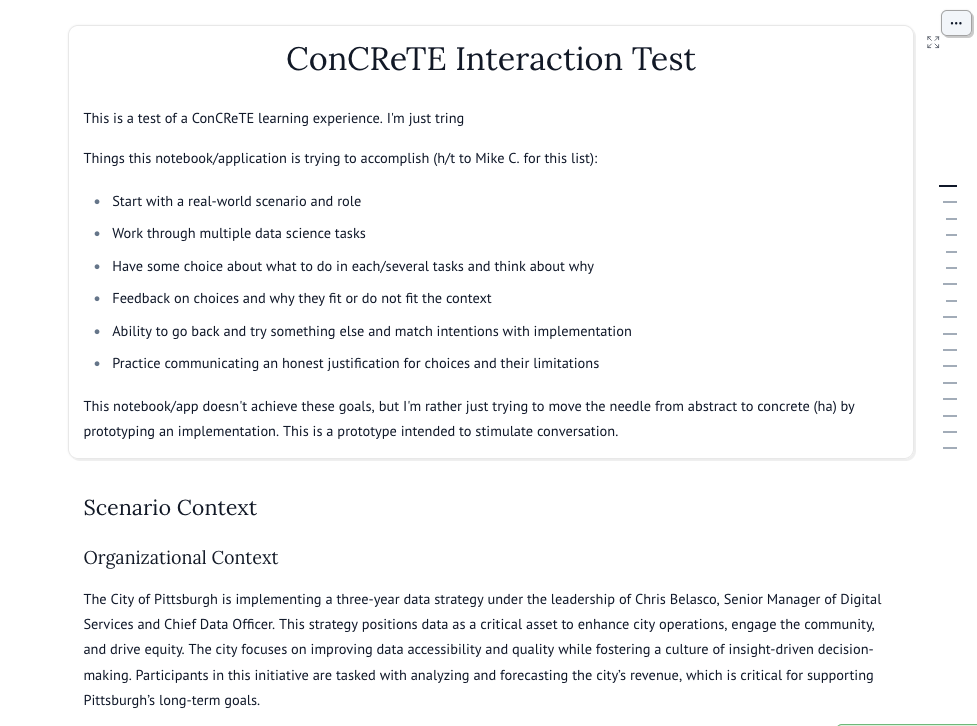 ConCReTE Interaction Test
This is a test of a ConCReTE learning experience. I'm just tring
Things this notebook/application is trying to accomplish (h/t to Mike C. for this list):
Start with a real-world scenario and role
Work through multiple data science tasks
Have some choice about what to do in each/several tasks and think about why
Feedback on choices and why they fit or do not fit the context
Ability to go back and try something else and match intentions with implementation
Practice communicating an honest justification for choices and their limitations
This notebook/app doesn't achieve these goals, but I'm rather just trying to move the needle from abstract to concrete (ha) by
prototyping an implementation. This is a prototype intended to stimulate conversation.
Scenario Context
Organizational Context
The City of Pittsburgh is implementing a three-year data strategy under the leadership of Chris Belasco, Senior Manager of Digital
Services and Chief Data Officer. This strategy positions data as a critical asset to enhance city operations, engage the community,
and drive equity. The city focuses on improving data accessibility and quality while fostering a culture of insight-driven decision-
making. Participants in this initiative are tasked with analyzing and forecasting the city’s revenue, which is critical for supporting
Pittsburgh’s long-term goals.